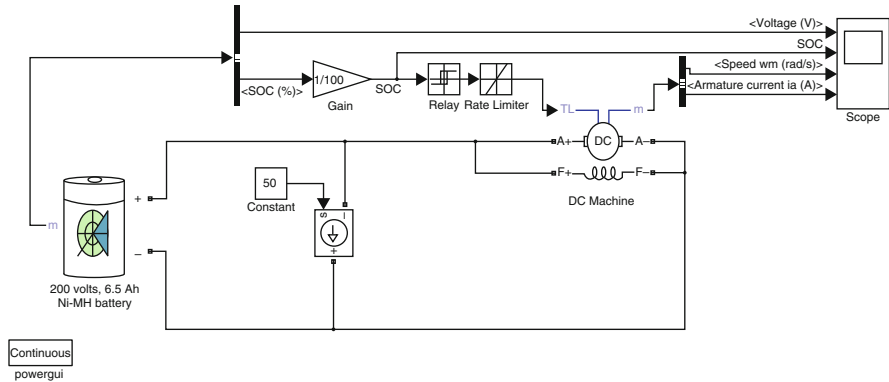 <Voltage (V)>
SOC
<Speed wm (rad/s)>
<Armature current ia (A)>
Scope
<SOC (%)>
1/100
Gain
SOC
Relay
Rate Limiter
TL
m
DC
A+
A–
F+
F–
DC Machine
50
Constant
s
–
+
m
+
–
200 volts, 6.5 Ah
Ni-MH battery
Continuous
powergui